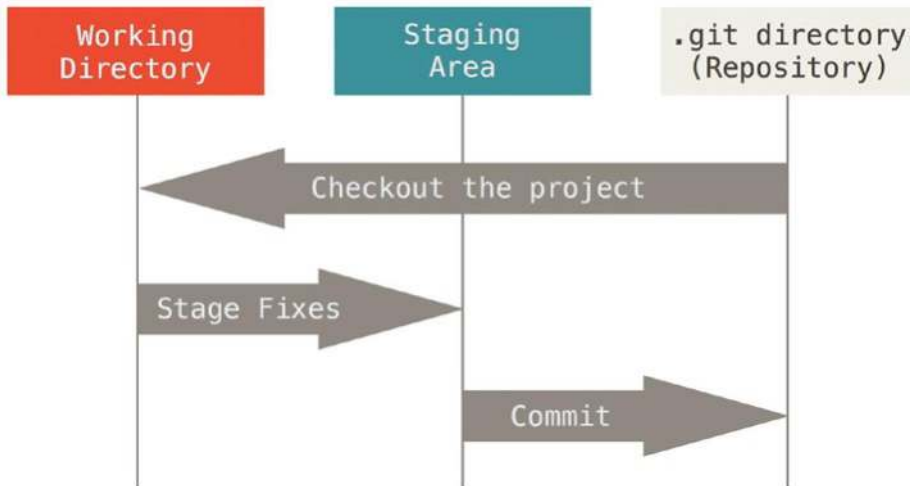 Working
Directory
Staging
Area
.git directory
(Repository)
Checkout the project
Stage Fixes
Commit